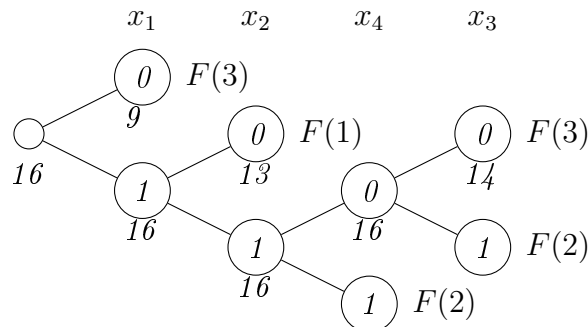 x₁ x₂ x₄ x₃
0 F(3)
9
0 F(1) 0 F(3)
16 13 14
1 0
16 16
1 1 F(2)
16
1 F(2)